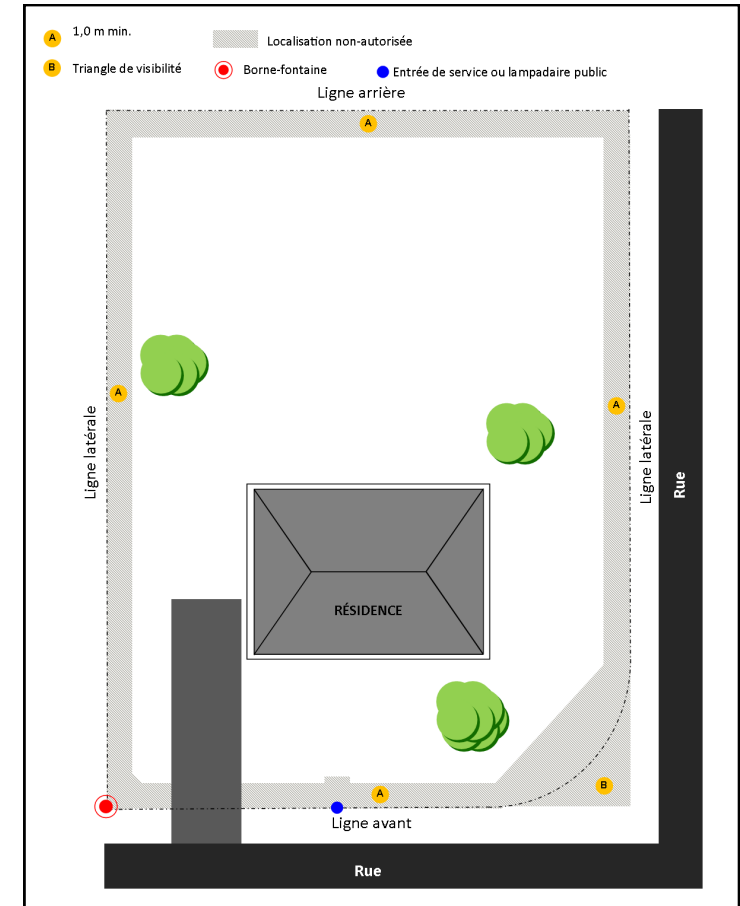 A 1,0 m min.
Localisation non-autorisée
B Triangle de visibilité
Borne-fontaine
Entrée de service ou lampadaire public
Ligne arrière
A
A
A
Ligne latérale
Ligne latérale
Rue
RÉSIDENCE
B
A
Ligne avant
Rue